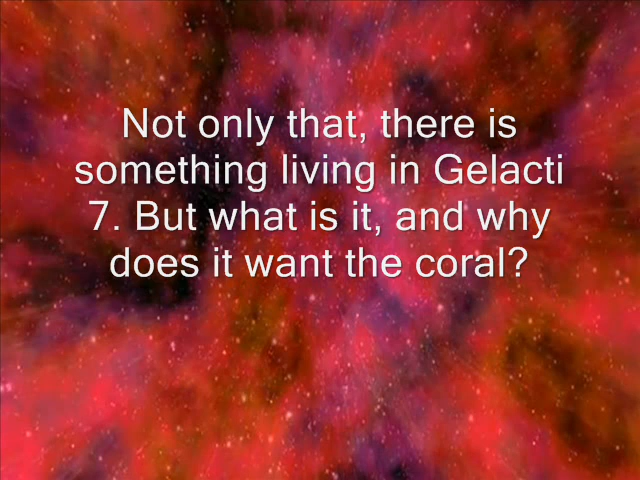 Not only that, there is
something living in Gelacti
7. But what is it, and why
does it want the coral?